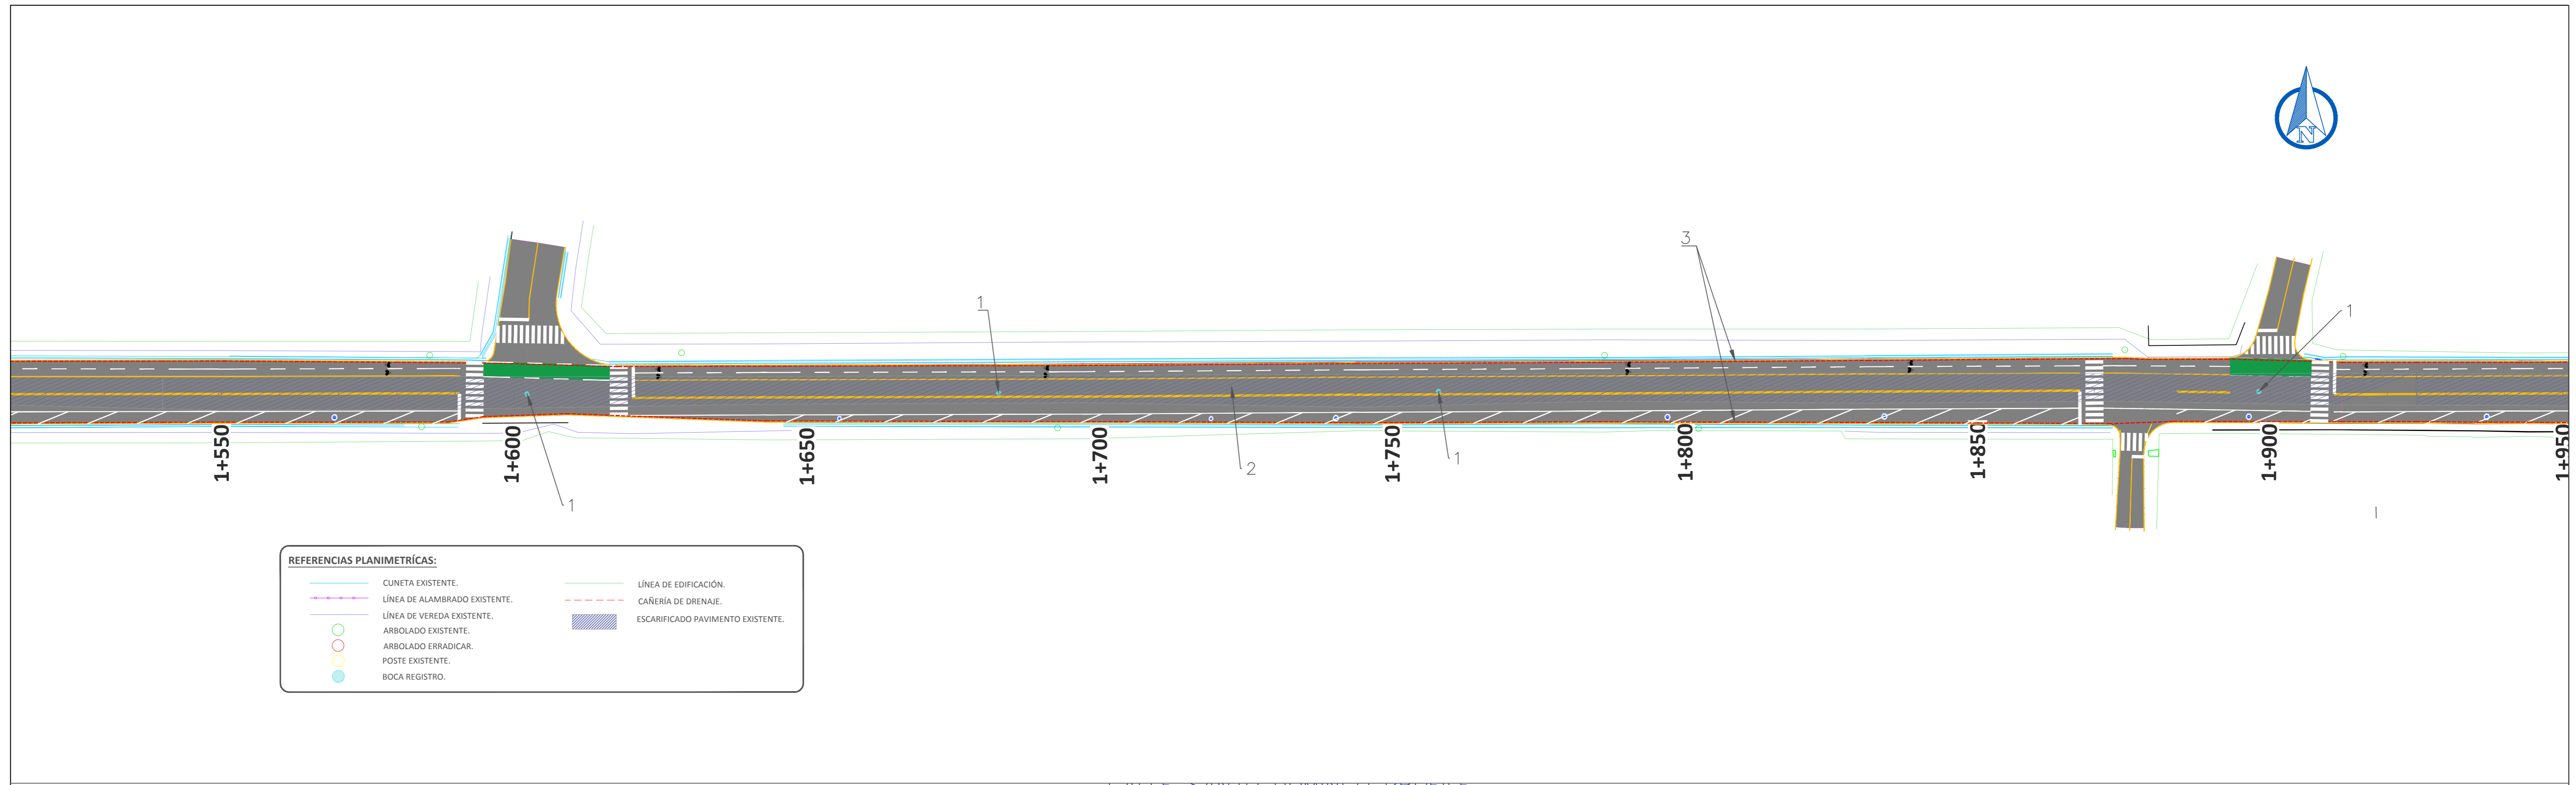 N
3
1
1
1
2
1
1+550
1+600
1+650
1+700
1+750
1+800
1+850
1+900
1+950
REFERENCIAS PLANIMETRÍCAS:
CUNETA EXISTENTE.
LÍNEA DE ALAMBRADO EXISTENTE.
LÍNEA DE VEREDA EXISTENTE.
ARBOLADO EXISTENTE.
ARBOLADO ERRADICAR.
POSTE EXISTENTE.
BOCA REGISTRO.
LÍNEA DE EDIFICACIÓN.
CAÑERÍA DE DRENAJE.
ESCARIFICADO PAVIMENTO EXISTENTE.